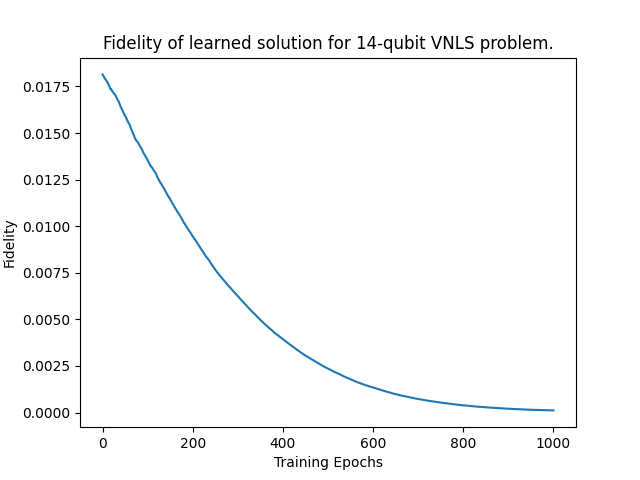 Fidelity of learned solution for 14-qubit VNLS problem.
0.0175
0.0150
0.0125
0.0100
0.0075
0.0050
0.0025
0.0000
Fidelity
0 200 400 600 800 1000
Training Epochs